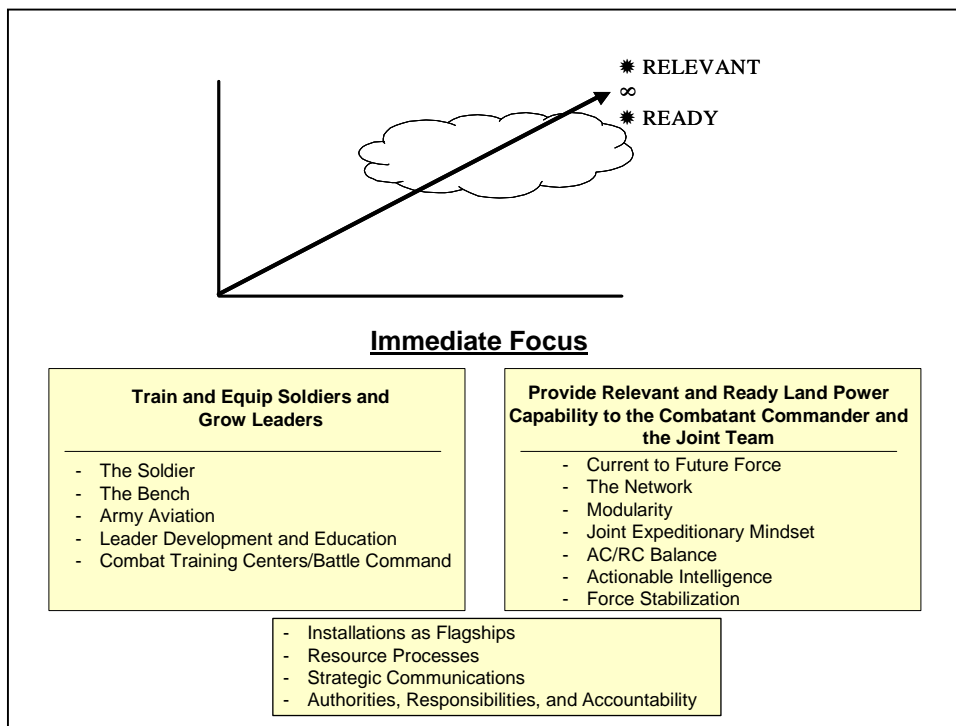 ✹ RELEVANT
∞
✹ READY
Immediate Focus
Train and Equip Soldiers and
Grow Leaders
- The Soldier
- The Bench
- Army Aviation
- Leader Development and Education
- Combat Training Centers/Battle Command
Provide Relevant and Ready Land Power
Capability to the Combatant Commander and
the Joint Team
- Current to Future Force
- The Network
- Modularity
- Joint Expeditionary Mindset
- AC/RC Balance
- Actionable Intelligence
- Force Stabilization
- Installations as Flagships
- Resource Processes
- Strategic Communications
- Authorities, Responsibilities, and Accountability